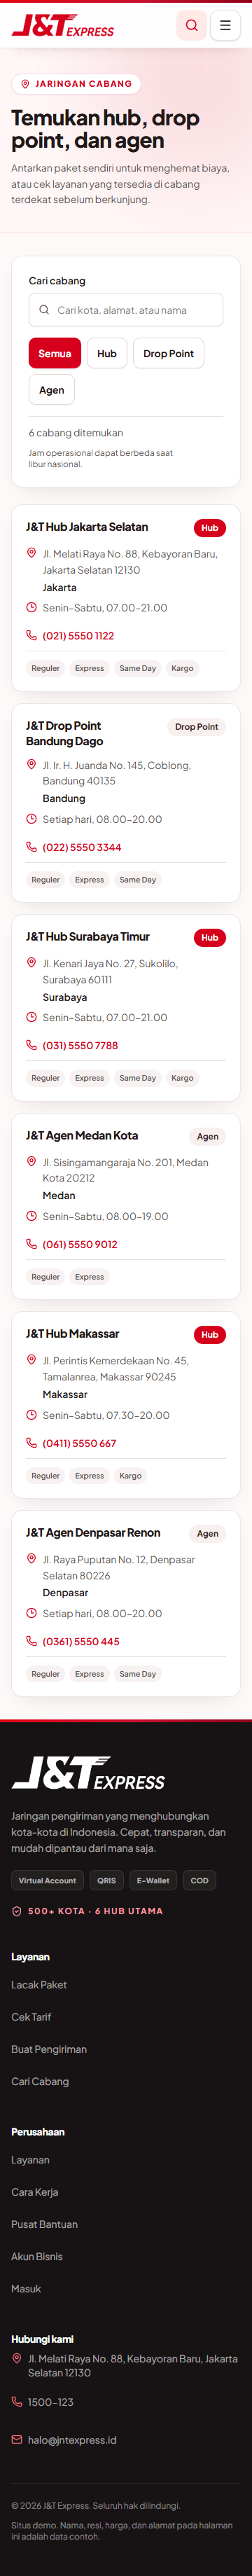 J&T EXPRESS
JARINGAN CABANG
Temukan hub, drop
point, dan agen
Antarkan paket sendiri untuk menghemat biaya,
atau cek layanan yang tersedia di cabang
terdekat sebelum berkunjung.
Cari cabang
Cari kota, alamat, atau nama
Semua
Hub
Drop Point
Agen
6 cabang ditemukan
Jam operasional dapat berbeda saat
libur nasional.
J&T Hub Jakarta Selatan
Hub
Jl. Melati Raya No. 88, Kebayoran Baru,
Jakarta Selatan 12130
Jakarta
Senin–Sabtu, 07.00–21.00
(021) 5550 1122
Reguler Express Same Day Kargo
J&T Drop Point
Bandung Dago
Drop Point
Jl. Ir. H. Juanda No. 145, Coblong,
Bandung 40135
Bandung
Setiap hari, 08.00–20.00
(022) 5550 3344
Reguler Express Same Day
J&T Hub Surabaya Timur
Hub
Jl. Kenari Jaya No. 27, Sukolilo,
Surabaya 60111
Surabaya
Senin–Sabtu, 07.00–21.00
(031) 5550 7788
Reguler Express Same Day Kargo
J&T Agen Medan Kota
Agen
Jl. Sisingamangaraja No. 201, Medan
Kota 20212
Medan
Senin–Sabtu, 08.00–19.00
(061) 5550 9012
Reguler Express
J&T Hub Makassar
Hub
Jl. Perintis Kemerdekaan No. 45,
Tamalanrea, Makassar 90245
Makassar
Senin–Sabtu, 07.30–20.00
(0411) 5550 667
Reguler Express Kargo
J&T Agen Denpasar Renon
Agen
Jl. Raya Puputan No. 12, Denpasar
Selatan 80226
Denpasar
Setiap hari, 08.00–20.00
(0361) 5550 445
Reguler Express Same Day
J&T EXPRESS
Jaringan pengiriman yang menghubungkan
kota-kota di Indonesia. Cepat, transparan, dan
mudah dipantau dari mana saja.
Virtual Account QRIS E-Wallet COD
500+ KOTA · 6 HUB UTAMA
Layanan
Lacak Paket
Cek Tarif
Buat Pengiriman
Cari Cabang
Perusahaan
Layanan
Cara Kerja
Pusat Bantuan
Akun Bisnis
Masuk
Hubungi kami
Jl. Melati Raya No. 88, Kebayoran Baru, Jakarta
Selatan 12130
1500-123
halo@jntexpress.id
© 2026 J&T Express. Seluruh hak dilindungi.
Situs demo. Nama, resi, harga, dan alamat pada halaman
ini adalah data contoh.